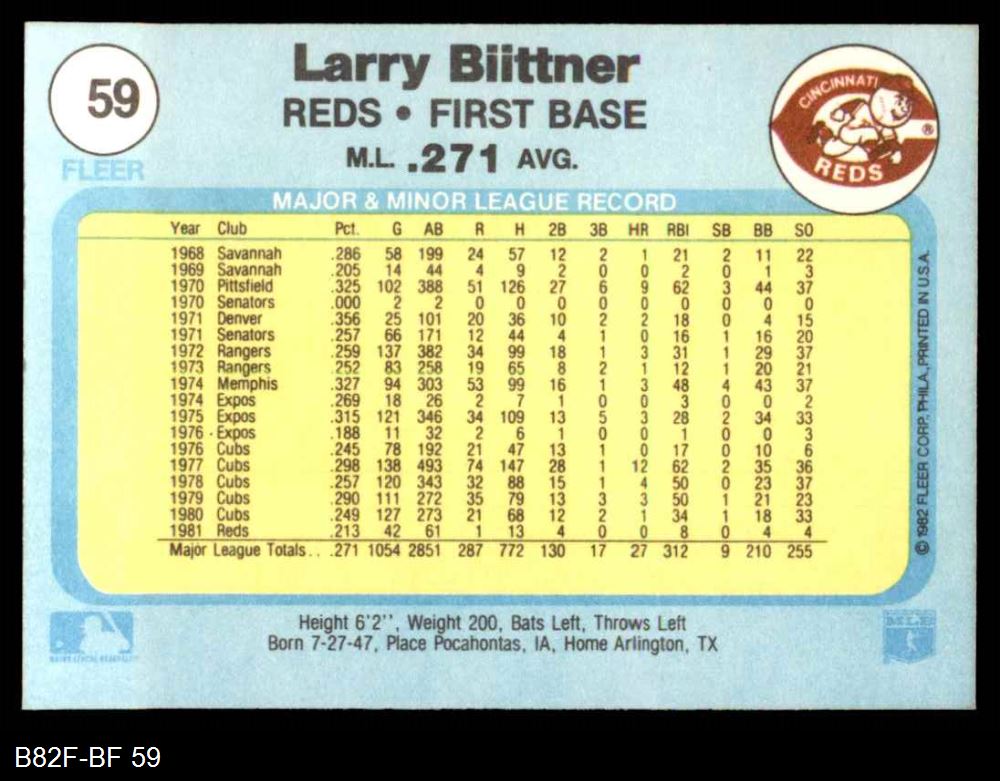 59
Larry Biittner
REDS • FIRST BASE
M.L. .271 AVG.
CINCINNATI
REDS
®
FLEER
MAJOR & MINOR LEAGUE RECORD
Year Club Pct. G AB R H 2B 3B HR RBI SB BB SO
1968 Savannah .286 58 199 24 57 12 2 1 21 2 11 22
1969 Savannah .205 14 44 4 9 2 0 0 2 0 1 3
1970 Pittsfield .325 102 388 51 126 27 6 9 62 3 44 37
1970 Senators .000 2 2 0 0 0 0 0 0 0 0 0
1971 Denver .356 25 101 20 36 10 2 2 18 0 4 15
1971 Senators .257 66 171 12 44 4 1 0 16 1 16 20
1972 Rangers .259 137 382 34 99 18 1 3 31 1 29 37
1973 Rangers .252 83 258 19 65 8 2 1 12 1 20 21
1974 Memphis .327 94 303 53 99 16 1 3 48 4 43 37
1974 Expos .269 18 26 2 7 1 0 0 3 0 0 2
1975 Expos .315 121 346 34 109 13 5 3 28 2 34 33
1976 Expos .188 11 32 2 6 1 0 0 1 0 0 3
1976 Cubs .245 78 192 21 47 13 1 0 17 0 10 6
1977 Cubs .298 138 493 74 147 28 1 12 62 2 35 36
1978 Cubs .257 120 343 32 88 15 1 4 50 0 23 37
1979 Cubs .290 111 272 35 79 13 3 3 50 1 21 23
1980 Cubs .249 127 273 21 68 12 2 1 34 1 18 33
1981 Reds .213 42 61 1 13 4 0 0 8 0 4 4
Major League Totals . . .271 1054 2851 287 772 130 17 27 312 9 210 255
© 1982 FLEER CORP. PHILA., PRINTED IN U.S.A.
Height 6'2'', Weight 200, Bats Left, Throws Left
Born 7-27-47, Place Pocahontas, IA, Home Arlington, TX
MAJOR LEAGUE BASEBALL
B82F-BF 59